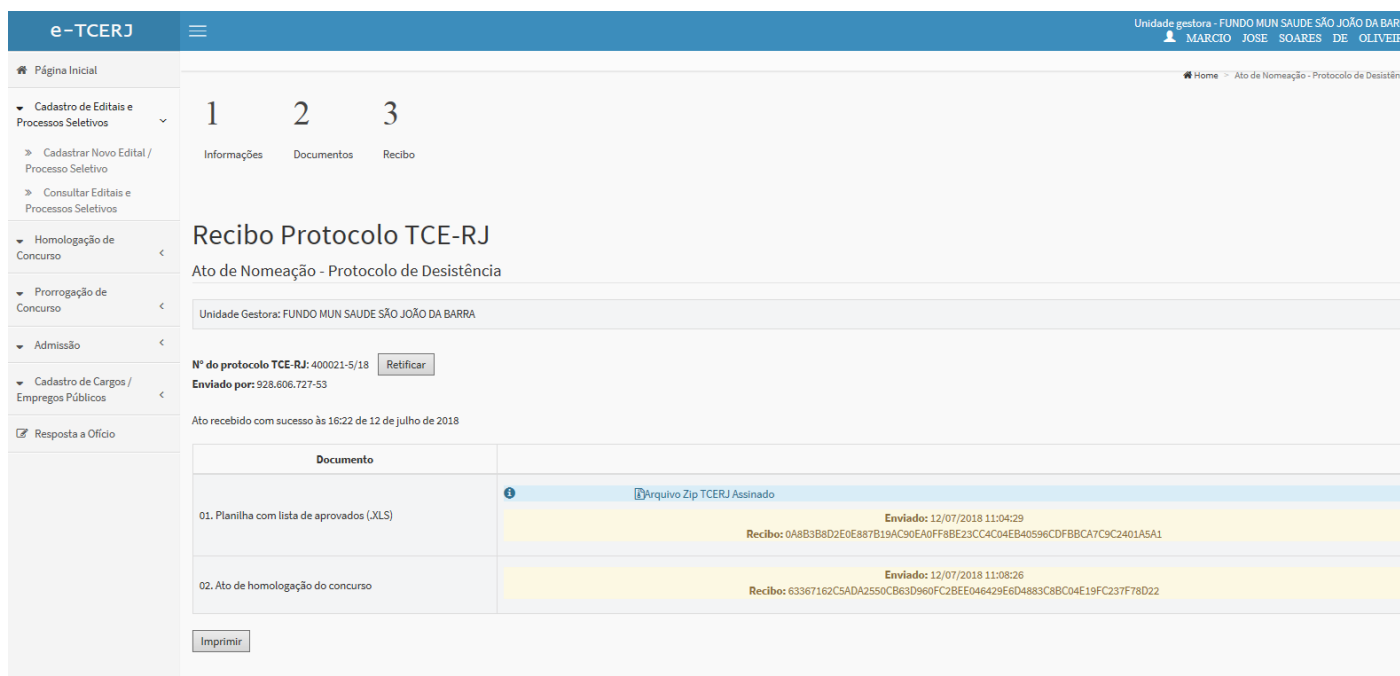 e-TCERJ
Unidade gestora - FUNDO MUN SAUDE SÃO JOÃO DA BAR
MARCIO JOSE SOARES DE OLIVEIR
Página Inicial
Cadastro de Editais e
Processos Seletivos
» Cadastrar Novo Edital /
Processo Seletivo
» Consultar Editais e
Processos Seletivos
Homologação de
Concurso
Prorrogação de
Concurso
Admissão
Cadastro de Cargos /
Empregos Públicos
Resposta a Ofício
Home > Ato de Nomeação - Protocolo de Desistên
1 2 3
Informações Documentos Recibo
Recibo Protocolo TCE-RJ
Ato de Nomeação - Protocolo de Desistência
Unidade Gestora: FUNDO MUN SAUDE SÃO JOÃO DA BARRA
N° do protocolo TCE-RJ: 400021-5/18 Retificar
Enviado por: 928.606.727-53
Ato recebido com sucesso às 16:22 de 12 de julho de 2018
Documento
01. Planilha com lista de aprovados (.XLS)
Arquivo Zip TCERJ Assinado
Enviado: 12/07/2018 11:04:29
Recibo: 0A8B3B8D2E0E887B19AC90EA0FF8BE23CC4C04EB40596CDFBBCA7C9C2401A5A1
02. Ato de homologação do concurso
Enviado: 12/07/2018 11:08:26
Recibo: 63367162C5ADA2550CB63D960FC2BEE046429E6D4883C8BC04E19FC237F78D22
Imprimir